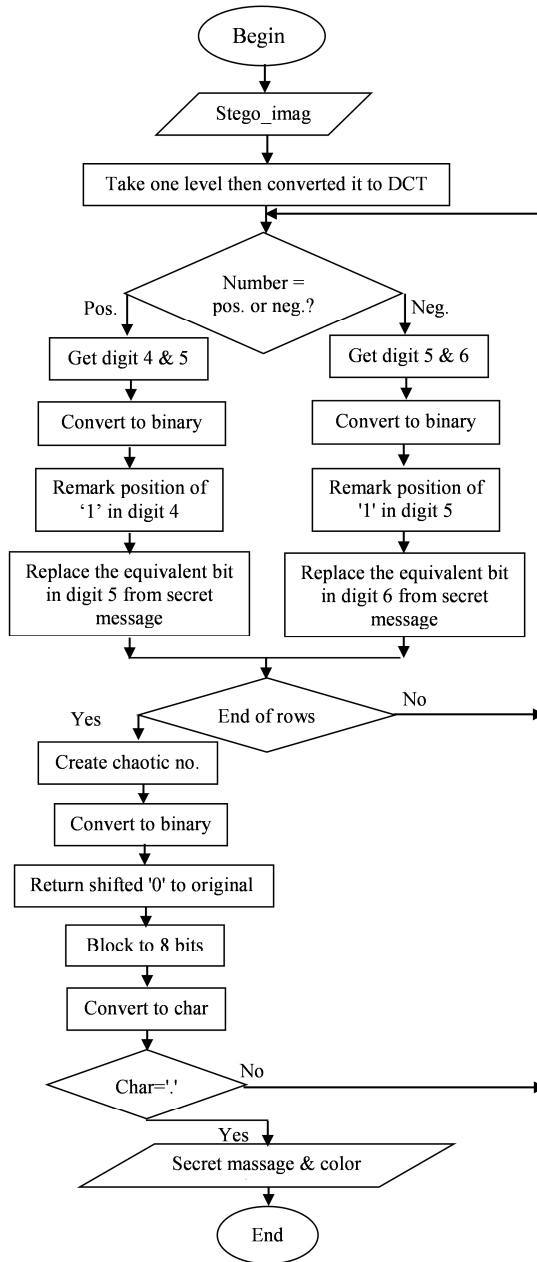 Begin
Stego_imag
Take one level then converted it to DCT
Number =
pos. or neg.?
Pos.
Neg.
Get digit 4 & 5
Get digit 5 & 6
Convert to binary
Convert to binary
Remark position of
‘1’ in digit 4
Remark position of
'1' in digit 5
Replace the equivalent bit
in digit 5 from secret
message
Replace the equivalent bit
in digit 6 from secret
message
End of rows
Yes
No
Create chaotic no.
Convert to binary
Return shifted '0' to original
Block to 8 bits
Convert to char
Char='.'
No
Yes
Secret massage & color
End